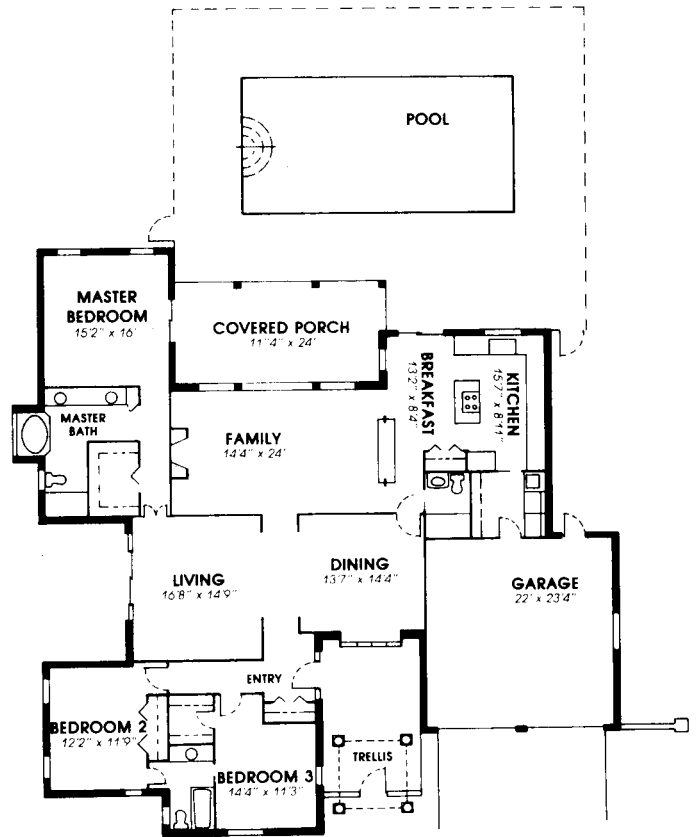 POOL
MASTER
BEDROOM
15'2" x 16'
COVERED PORCH
11'4" x 24'
BREAKFAST
13'2" x 8'4"
KITCHEN
15'7" x 8'11"
MASTER
BATH
FAMILY
14'4" x 24'
LIVING
16'8" x 14'9"
DINING
13'7" x 14'4"
GARAGE
22' x 23'4"
ENTRY
BEDROOM 2
12'2" x 11'9"
TRELLIS
BEDROOM 3
14'4" x 11'3"